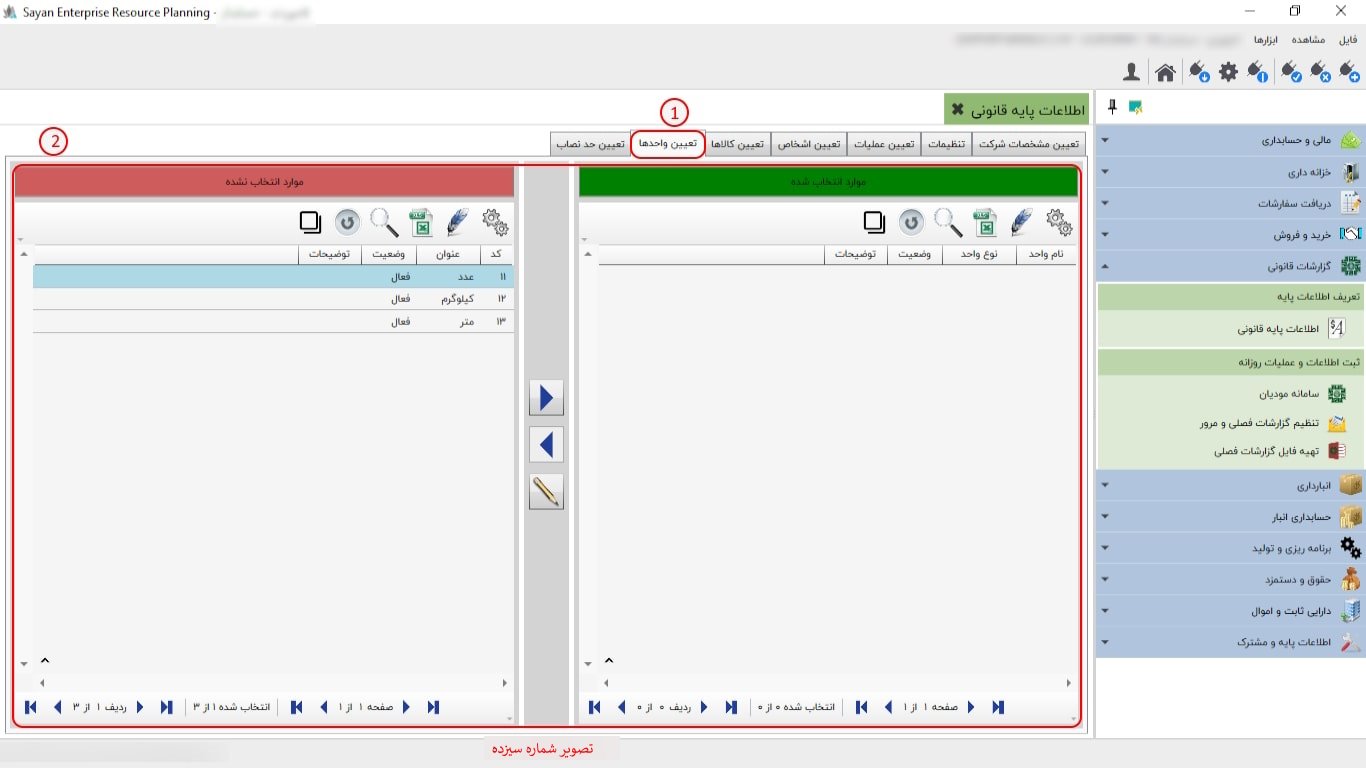 Sayan Enterprise Resource Planning -
فایل مشاهده ابزارها
اطلاعات پایه قانونی
1
2
تعیین مشخصات شرکت تنظیمات تعیین عملیات تعیین اشخاص تعیین کالاها تعیین واحدها تعیین حد نصاب
موارد انتخاب شده
نام واحد نوع واحد وضعیت توضیحات
صفحه ۱ از ۱ انتخاب شده ۰ از ۰ ردیف ۰ از ۰
موارد انتخاب نشده
کد عنوان وضعیت توضیحات
۱۱ عدد فعال
۱۲ کیلوگرم فعال
۱۳ متر فعال
صفحه ۱ از ۱ انتخاب شده ۱ از ۳ ردیف ۱ از ۳
مالی و حسابداری
خزانه داری
دریافت سفارشات
خرید و فروش
گزارشات قانونی
تعریف اطلاعات پایه
اطلاعات پایه قانونی
ثبت اطلاعات و عملیات روزانه
سامانه مودیان
تنظیم گزارشات فصلی و مرور
تهیه فایل گزارشات فصلی
انبارداری
حسابداری انبار
برنامه ریزی و تولید
حقوق و دستمزد
دارایی ثابت و اموال
اطلاعات پایه و مشترک
تصویر شماره سیزده